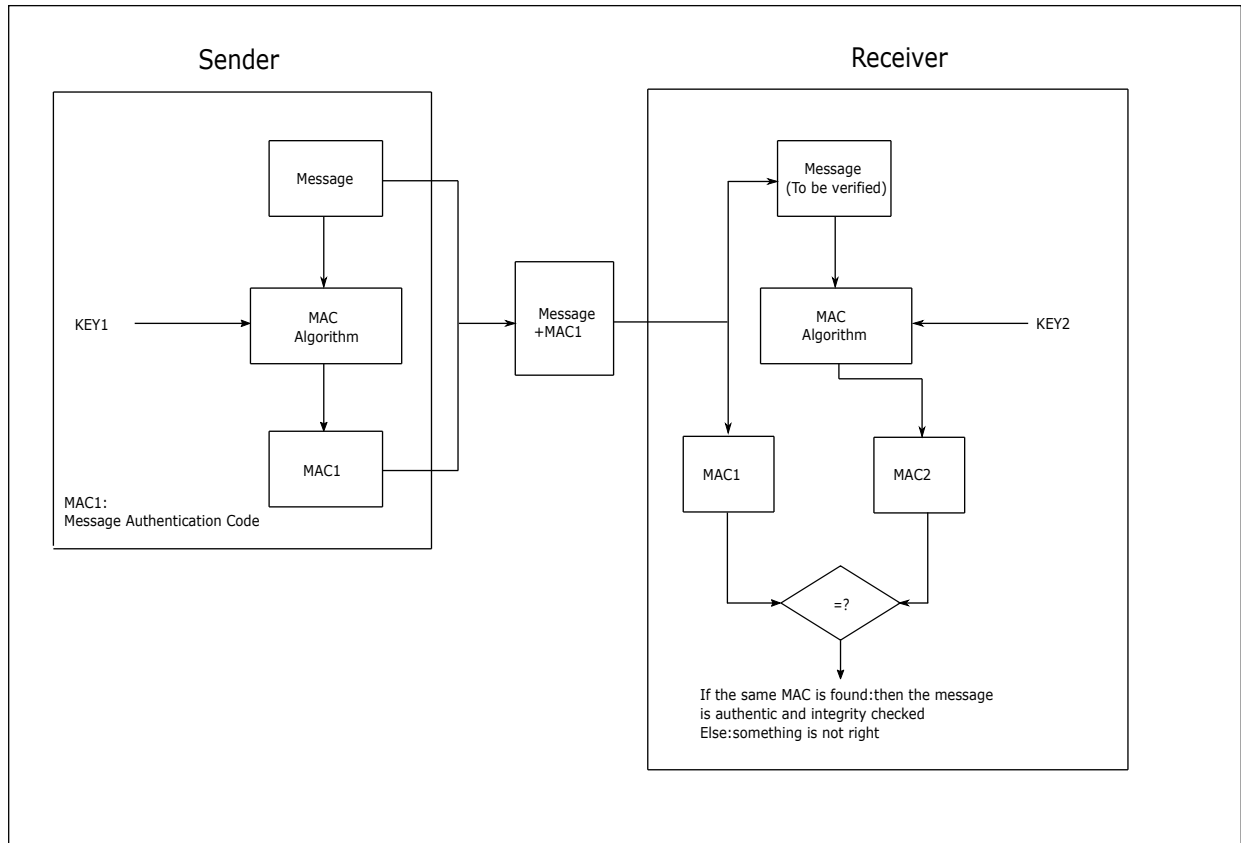 Sender
Receiver
Message
KEY1
MAC
Algorithm
MAC1
MAC1:
Message Authentication Code
Message
+MAC1
Message
(To be verified)
MAC
Algorithm
KEY2
MAC1
MAC2
=?
If the same MAC is found:then the message
is authentic and integrity checked
Else:something is not right